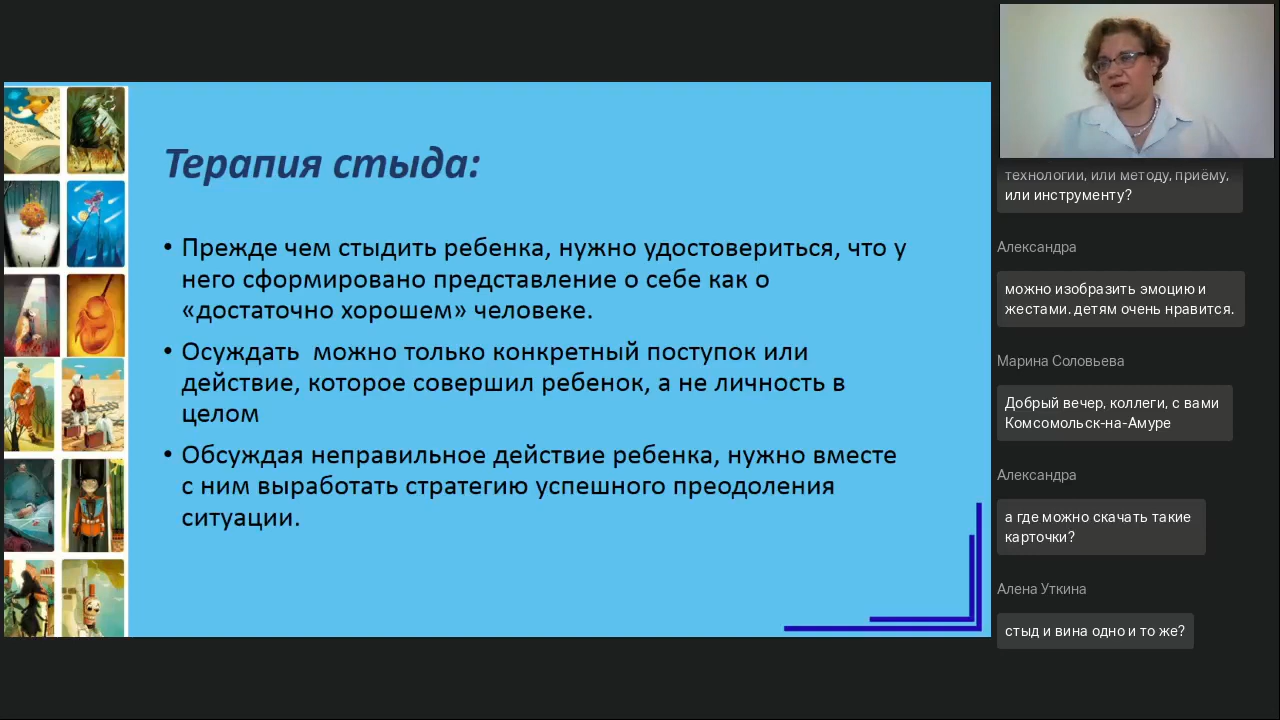 Терапия стыда:
• Прежде чем стыдить ребенка, нужно удостовериться, что у
него сформировано представление о себе как о
«достаточно хорошем» человеке.
• Осуждать  можно только конкретный поступок или
действие, которое совершил ребенок, а не личность в
целом
• Обсуждая неправильное действие ребенка, нужно вместе
с ним выработать стратегию успешного преодоления
ситуации.
технологии, или методу, приёму,
или инструменту?
Александра
можно изобразить эмоцию и
жестами. детям очень нравится.
Марина Соловьева
Добрый вечер, коллеги, с вами
Комсомольск-на-Амуре
Александра
а где можно скачать такие
карточки?
Алена Уткина
стыд и вина одно и то же?